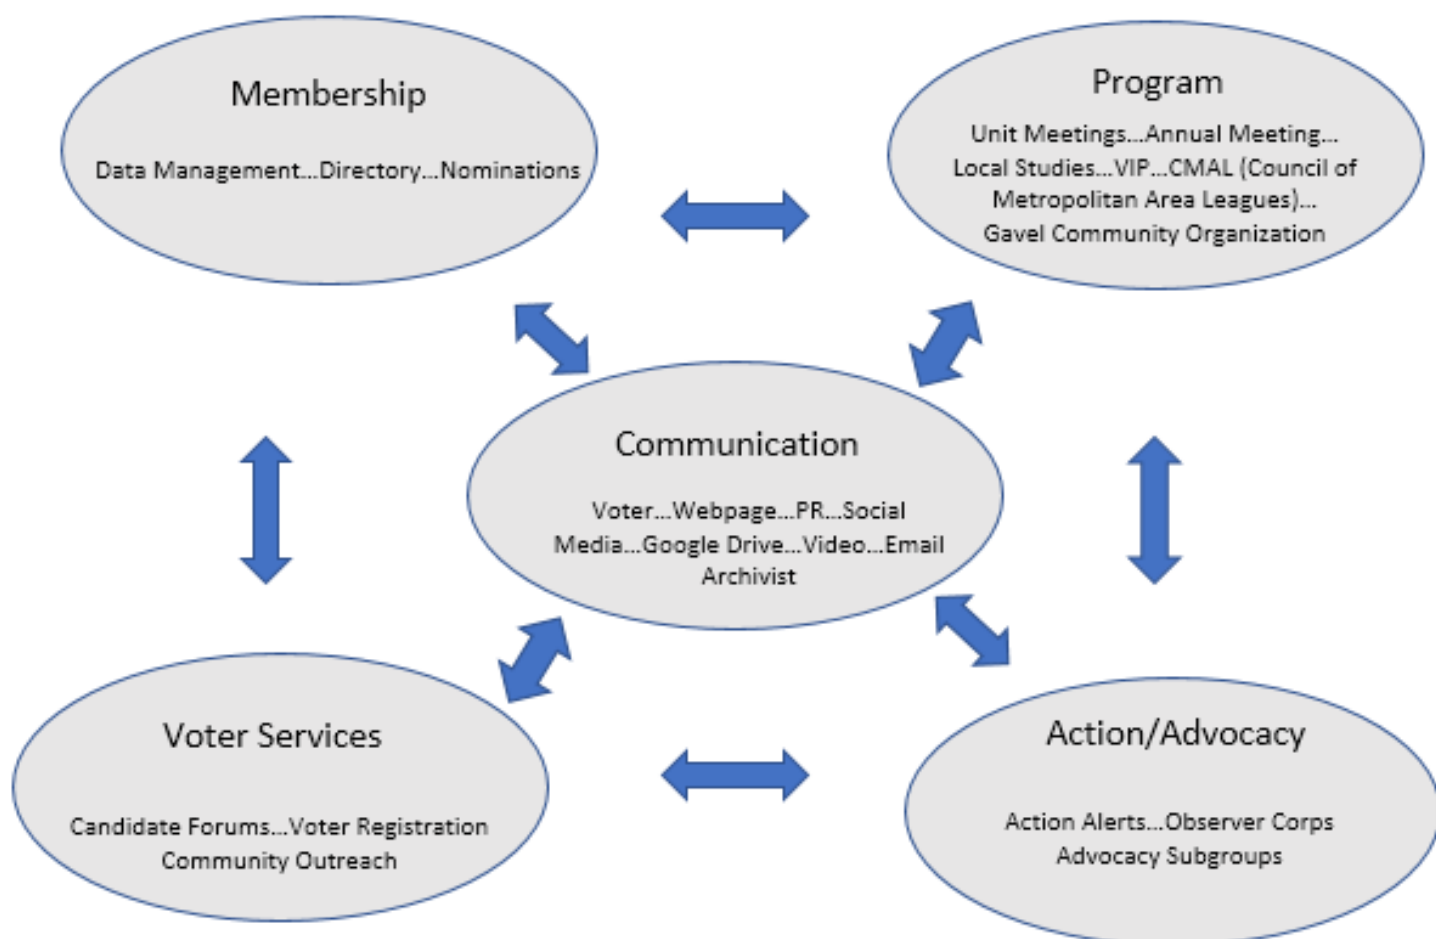 Membership
Data Management...Directory...Nominations
Program
Unit Meetings...Annual Meeting...
Local Studies...VIP...CMAL (Council of
Metropolitan Area Leagues)...
Gavel Community Organization
Communication
Voter...Webpage...PR...Social
Media...Google Drive...Video...Email
Archivist
Voter Services
Candidate Forums...Voter Registration
Community Outreach
Action/Advocacy
Action Alerts...Observer Corps
Advocacy Subgroups